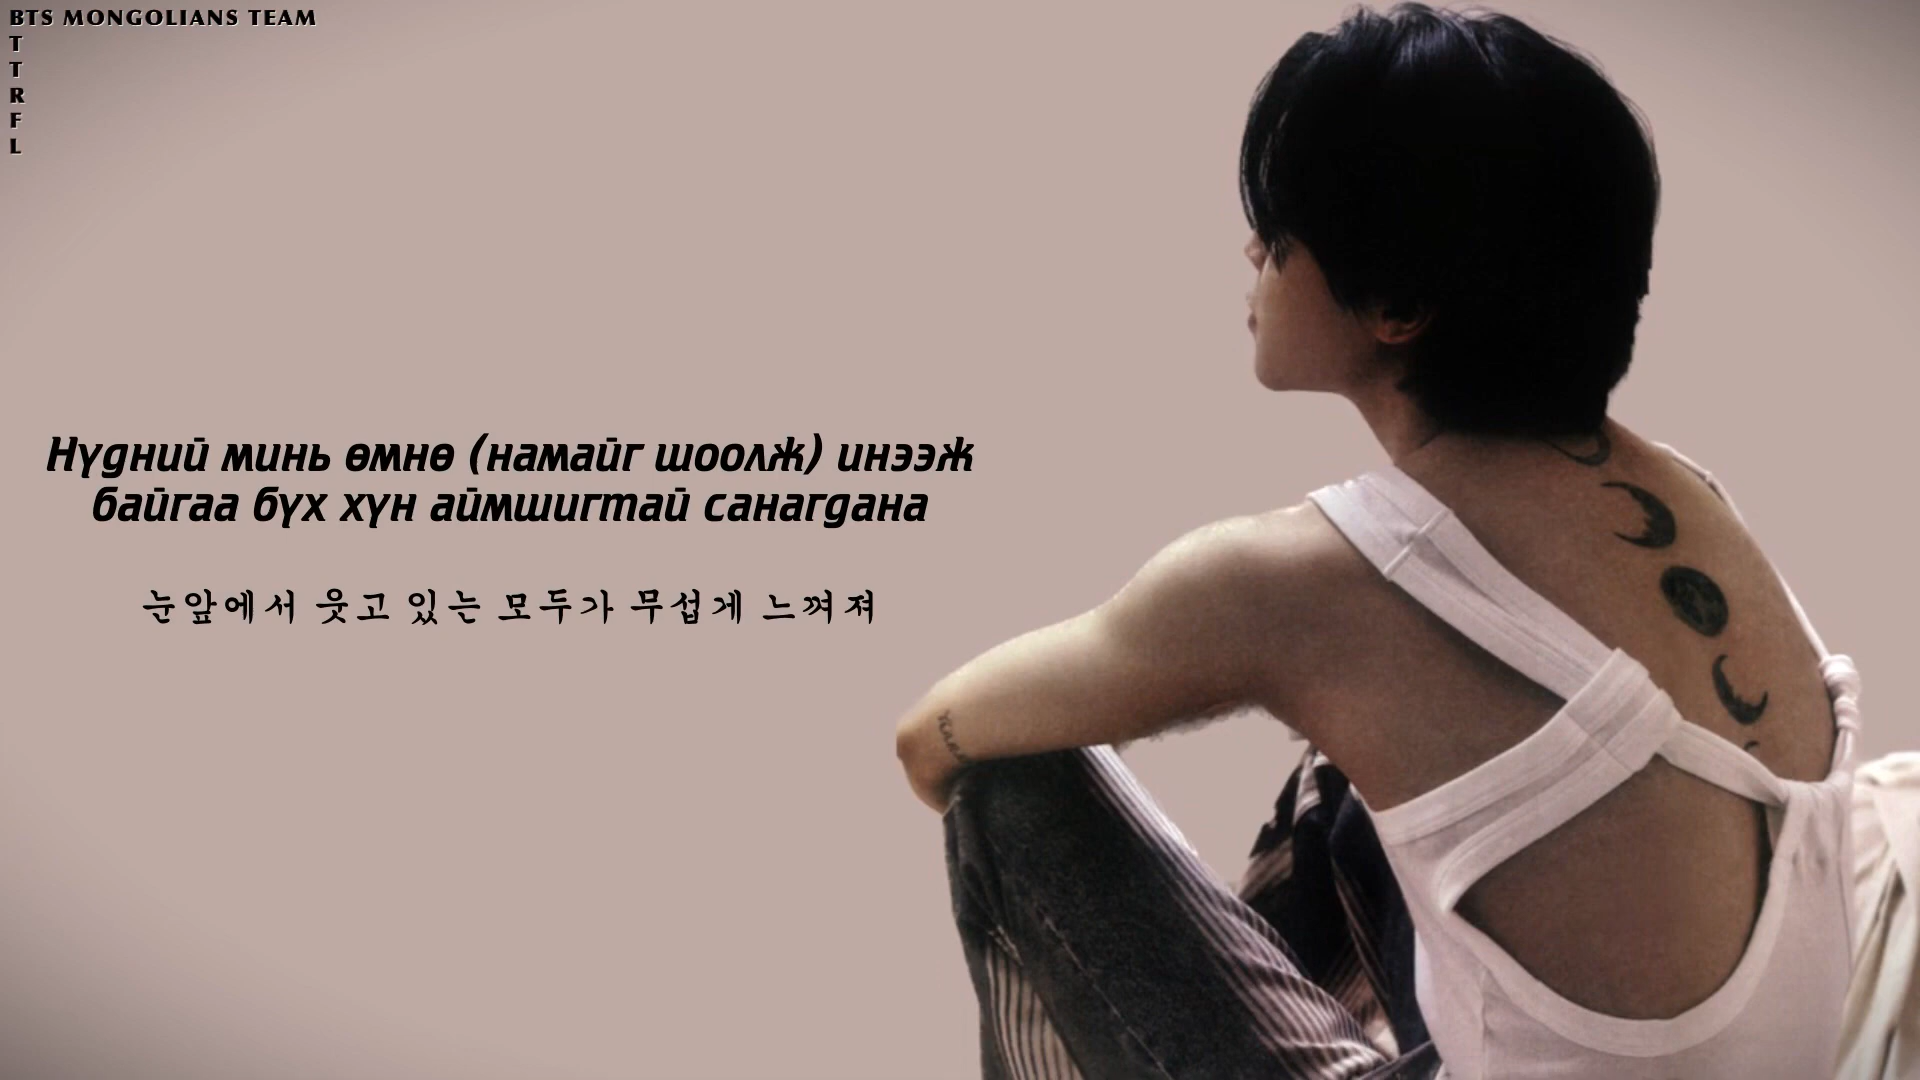 BTS MONGOLIANS TEAM
T
T
R
F
L
Нүдний минь өмнө (намайг шоолж) инээж
байгаа бүх хүн аймшигтай санагдана
눈앞에서 웃고 있는 모두가 무섭게 느껴져